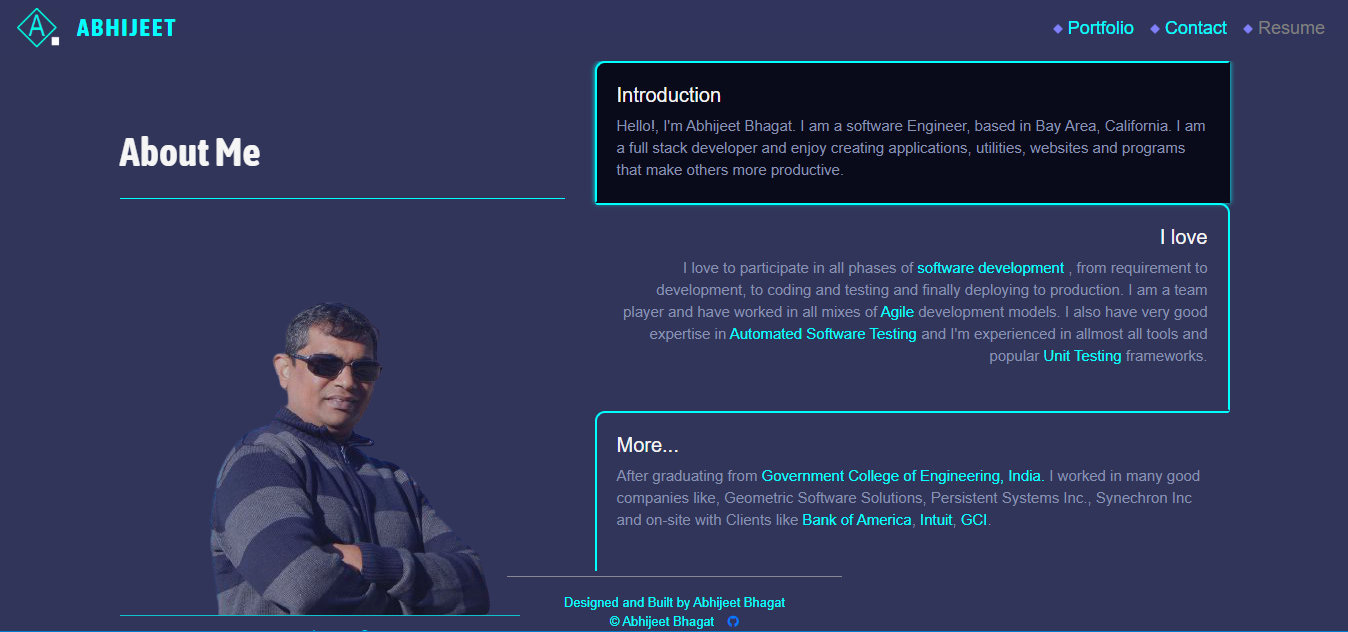 A
ABHIJEET
Portfolio
Contact
Resume
About Me
Introduction
Hello!, I'm Abhijeet Bhagat. I am a software Engineer, based in Bay Area, California. I am
a full stack developer and enjoy creating applications, utilities, websites and programs
that make others more productive.
I love
I love to participate in all phases of software development , from requirement to
development, to coding and testing and finally deploying to production. I am a team
player and have worked in all mixes of Agile development models. I also have very good
expertise in Automated Software Testing and I'm experienced in allmost all tools and
popular Unit Testing frameworks.
More...
After graduating from Government College of Engineering, India. I worked in many good
companies like, Geometric Software Solutions, Persistent Systems Inc., Synechron Inc
and on-site with Clients like Bank of America, Intuit, GCI.
Designed and Built by Abhijeet Bhagat
© Abhijeet Bhagat